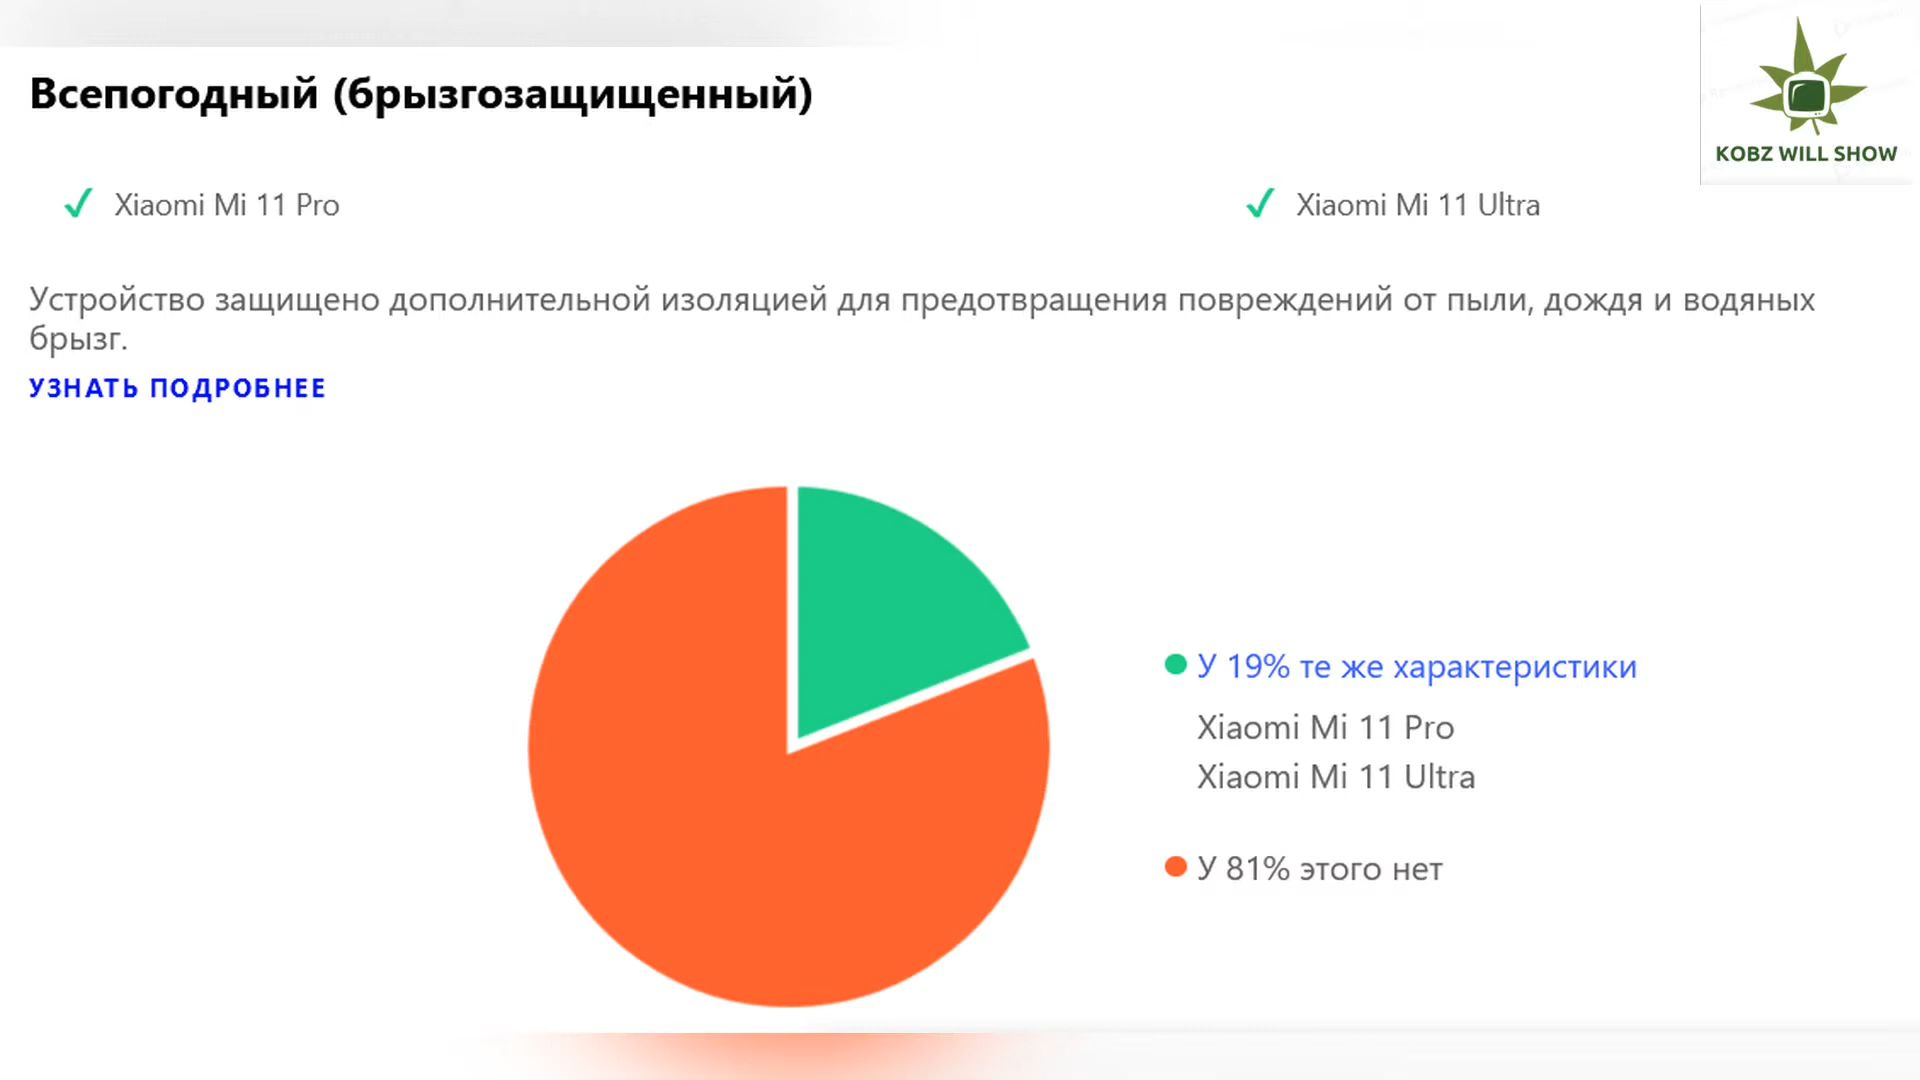 Всепогодный (брызгозащищенный)
KOBZ WILL SHOW
Xiaomi Mi 11 Pro
Xiaomi Mi 11 Ultra
Устройство защищено дополнительной изоляцией для предотвращения повреждений от пыли, дождя и водяных
брызг.
УЗНАТЬ ПОДРОБНЕЕ
У 19% те же характеристики
Xiaomi Mi 11 Pro
Xiaomi Mi 11 Ultra
У 81% этого нет